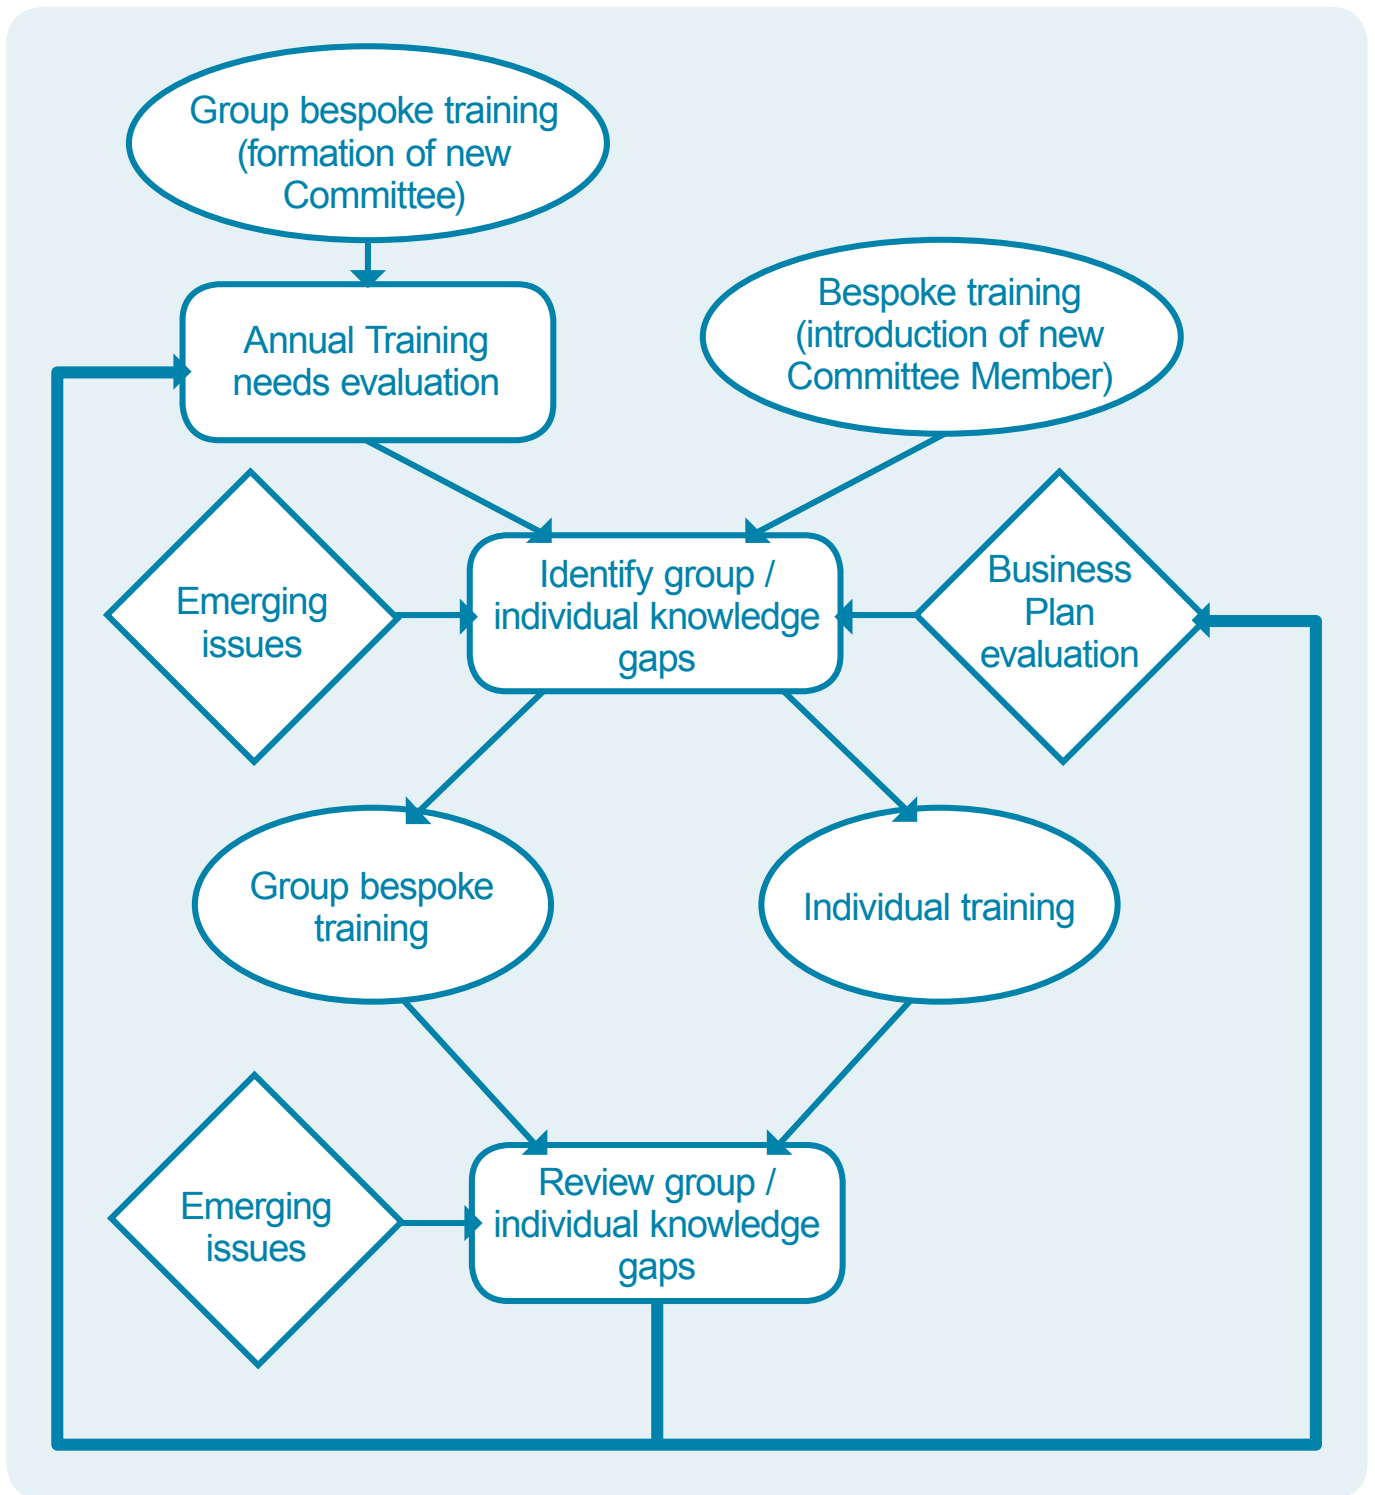 Group bespoke training
(formation of new
Committee)
Annual Training
needs evaluation
Bespoke training
(introduction of new
Committee Member)
Emerging
issues
Identify group /
individual knowledge
gaps
Business
Plan
evaluation
Group bespoke
training
Individual training
Emerging
issues
Review group /
individual knowledge
gaps